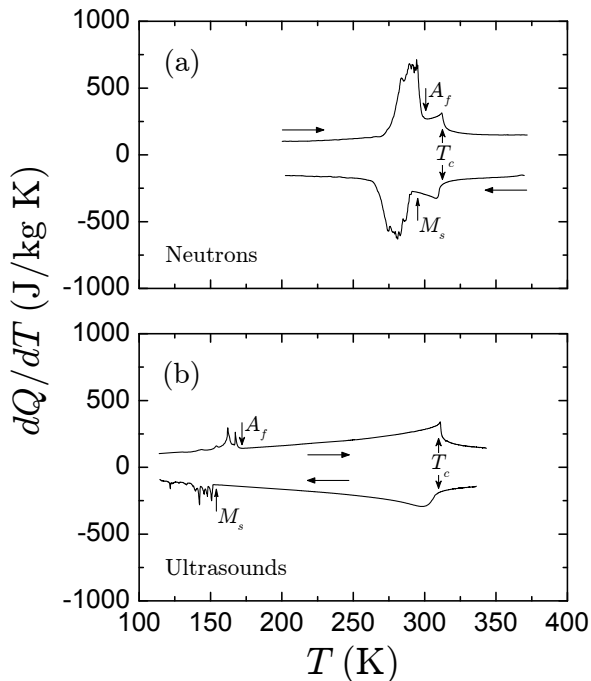 dQ/dT (J/kg K)
1000
(a)
500
A_f
0
T_c
-500
M_s
Neutrons
-1000
1000
(b)
500
A_f
0
T_c
M_s
-500
Ultrasounds
-1000
100 150 200 250 300 350 400
T (K)